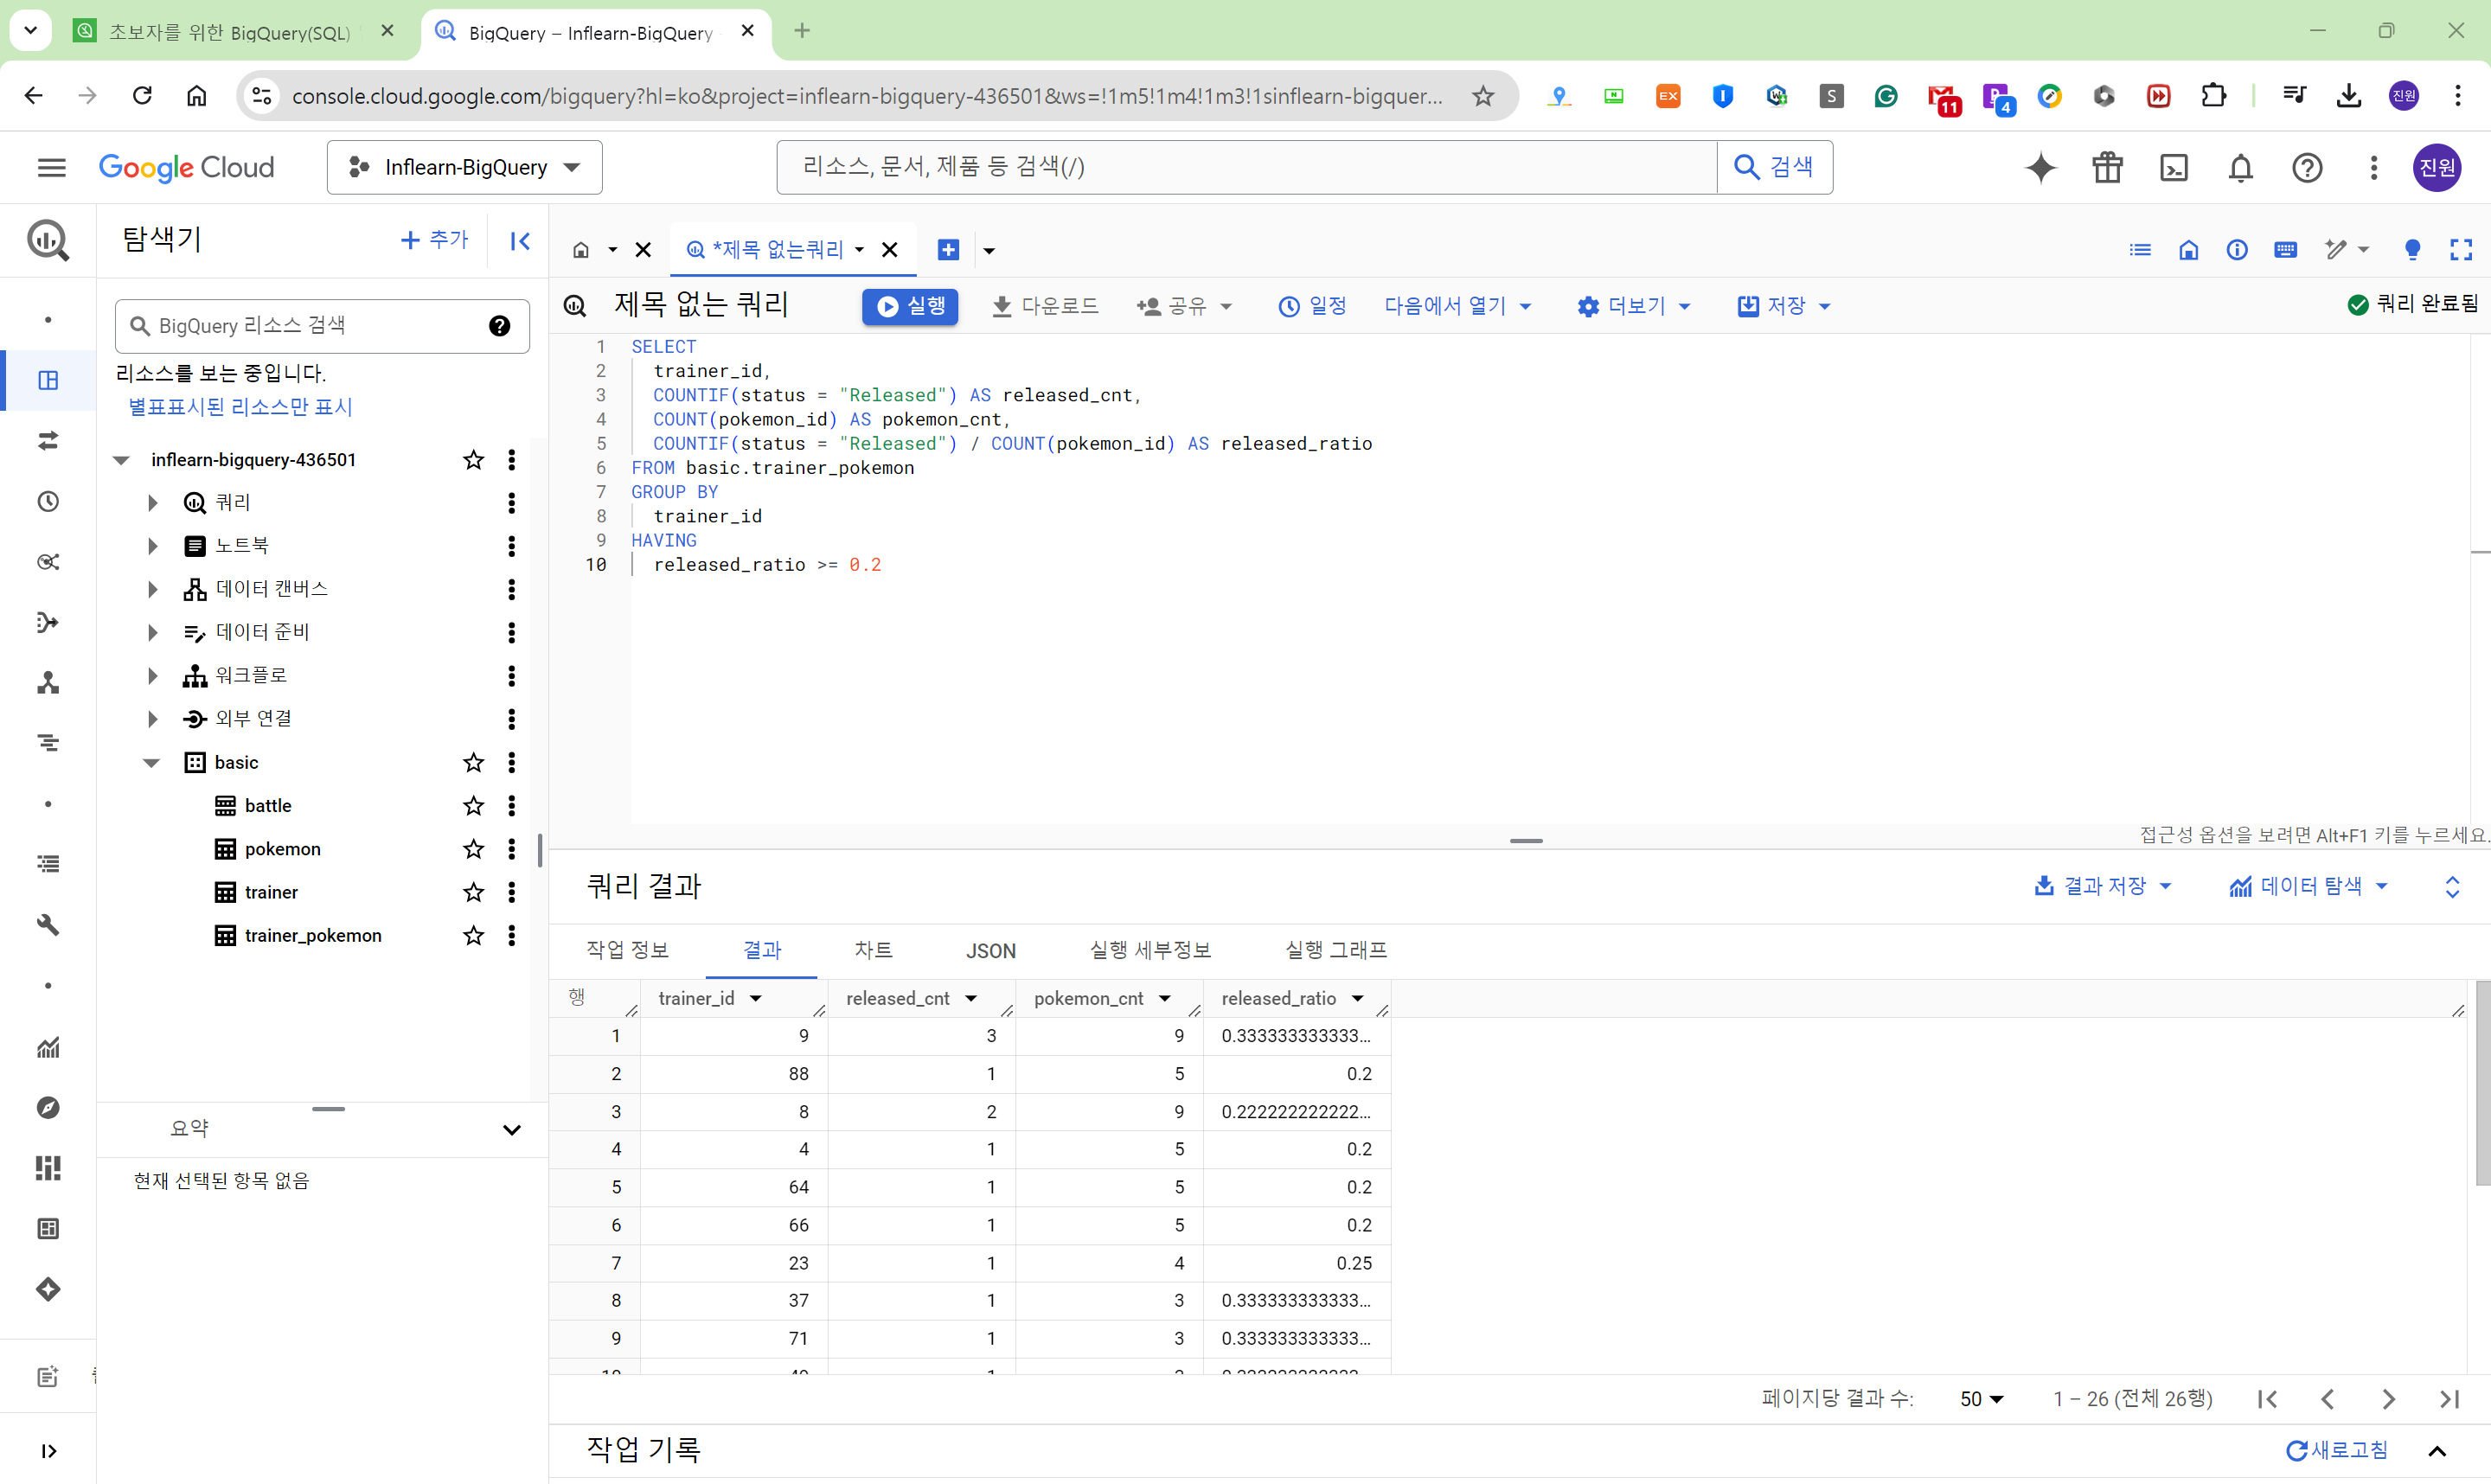 초보자를 위한 BigQuery(SQL)
BigQuery – Inflearn-BigQuery
console.cloud.google.com/bigquery?hl=ko&project=inflearn-bigquery-436501&ws=!1m5!1m4!1m3!1sinflearn-bigquer...
EX
S
11
4
진원
Google Cloud
Inflearn-BigQuery
리소스, 문서, 제품 등 검색(/)
검색
진원
탐색기
추가
*제목 없는쿼리
BigQuery 리소스 검색
제목 없는 쿼리
실행
다운로드
공유
일정
다음에서 열기
더보기
저장
쿼리 완료됨
리소스를 보는 중입니다.
별표표시된 리소스만 표시
inflearn-bigquery-436501
쿼리
노트북
데이터 캔버스
데이터 준비
워크플로
외부 연결
basic
battle
pokemon
trainer
trainer_pokemon
요약
현재 선택된 항목 없음
1 SELECT
2 trainer_id,
3 COUNTIF(status = "Released") AS released_cnt,
4 COUNT(pokemon_id) AS pokemon_cnt,
5 COUNTIF(status = "Released") / COUNT(pokemon_id) AS released_ratio
6 FROM basic.trainer_pokemon
7 GROUP BY
8 trainer_id
9 HAVING
10 released_ratio >= 0.2
접근성 옵션을 보려면 Alt+F1 키를 누르세요.
쿼리 결과
결과 저장
데이터 탐색
작업 정보 결과 차트 JSON 실행 세부정보 실행 그래프
행 trainer_id released_cnt pokemon_cnt released_ratio
1 9 3 9 0.333333333333...
2 88 1 5 0.2
3 8 2 9 0.222222222222...
4 4 1 5 0.2
5 64 1 5 0.2
6 66 1 5 0.2
7 23 1 4 0.25
8 37 1 3 0.333333333333...
9 71 1 3 0.333333333333...
페이지당 결과 수: 50 1 – 26 (전체 26행)
작업 기록
새로고침